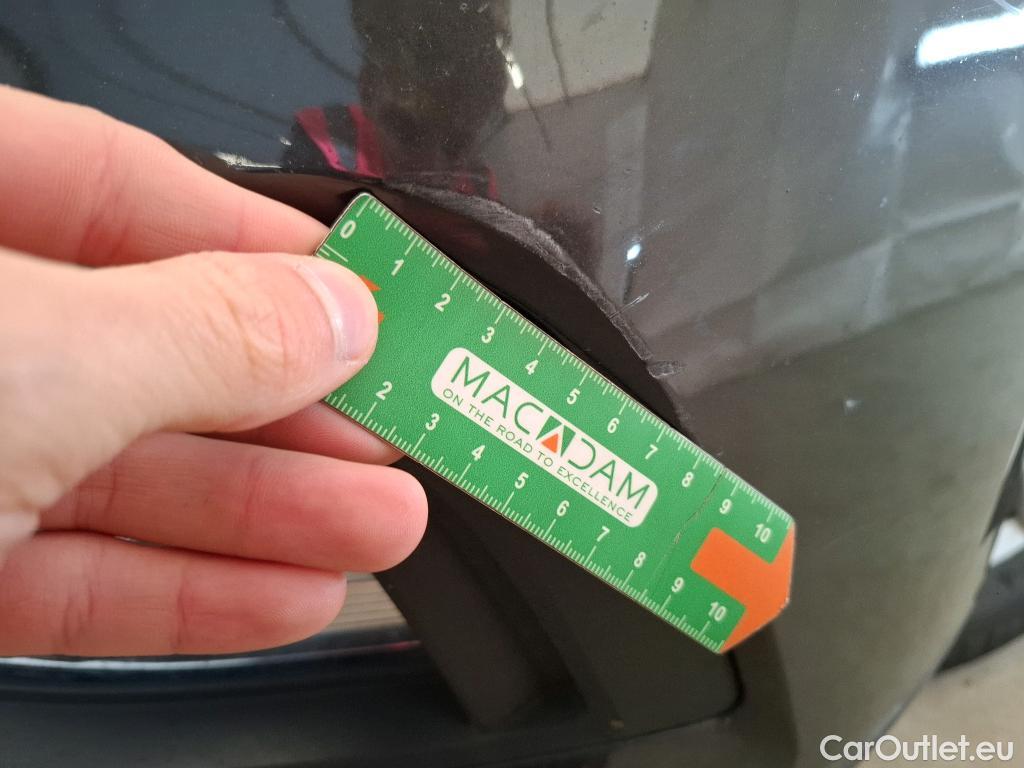 0 1 2 3 4 5 6 7 8 9 10
MACADAM
ON THE ROAD TO EXCELLENCE
2 3 4 5 6 7 8 9 10
CarOutlet.eu